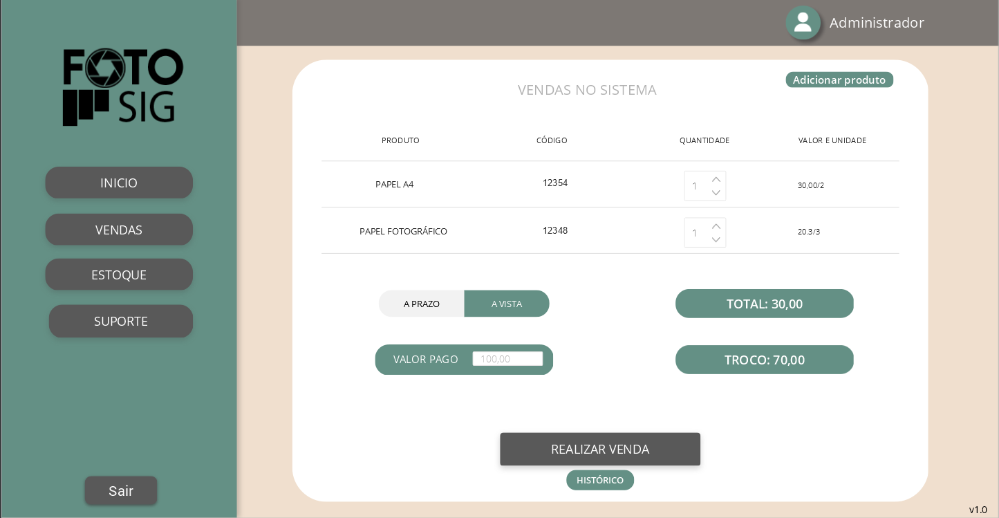 FOTO
SIG
Administrador
INICIO
VENDAS
ESTOQUE
SUPORTE
Sair
VENDAS NO SISTEMA
Adicionar produto
PRODUTO CÓDIGO QUANTIDADE VALOR E UNIDADE
PAPEL A4 12354 1 30,00/2
PAPEL FOTOGRÁFICO 12348 1 20.3/3
A PRAZO A VISTA TOTAL: 30,00
VALOR PAGO 100,00 TROCO: 70,00
REALIZAR VENDA
HISTÓRICO
v1.0